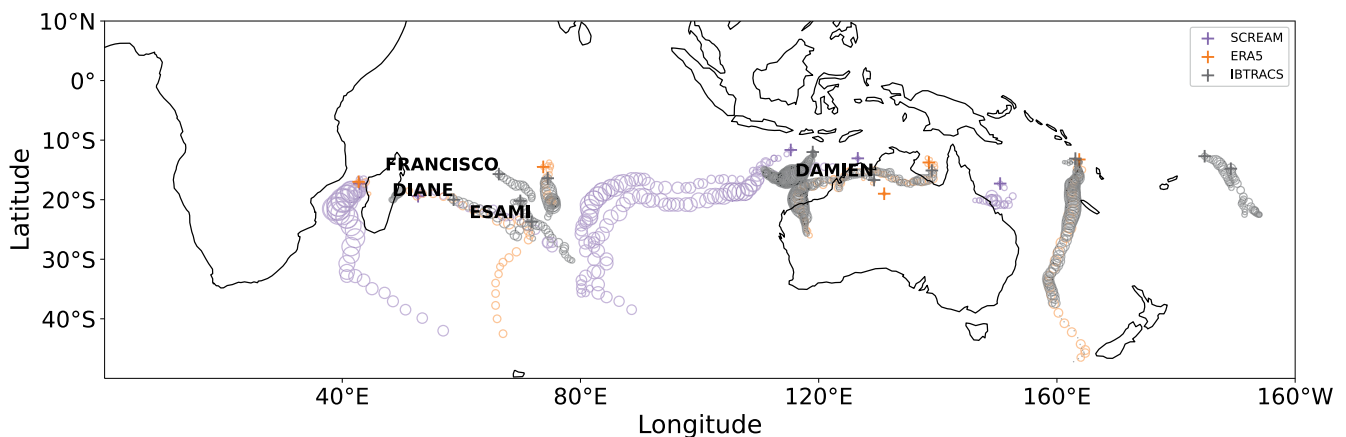 10°N
0°
10°S
20°S
30°S
40°S
Latitude
SCREAM
ERA5
IBTRACS
FRANCISCO
DIANE
ESAMI
DAMIEN
40°E
80°E
120°E
160°E
160°W
Longitude